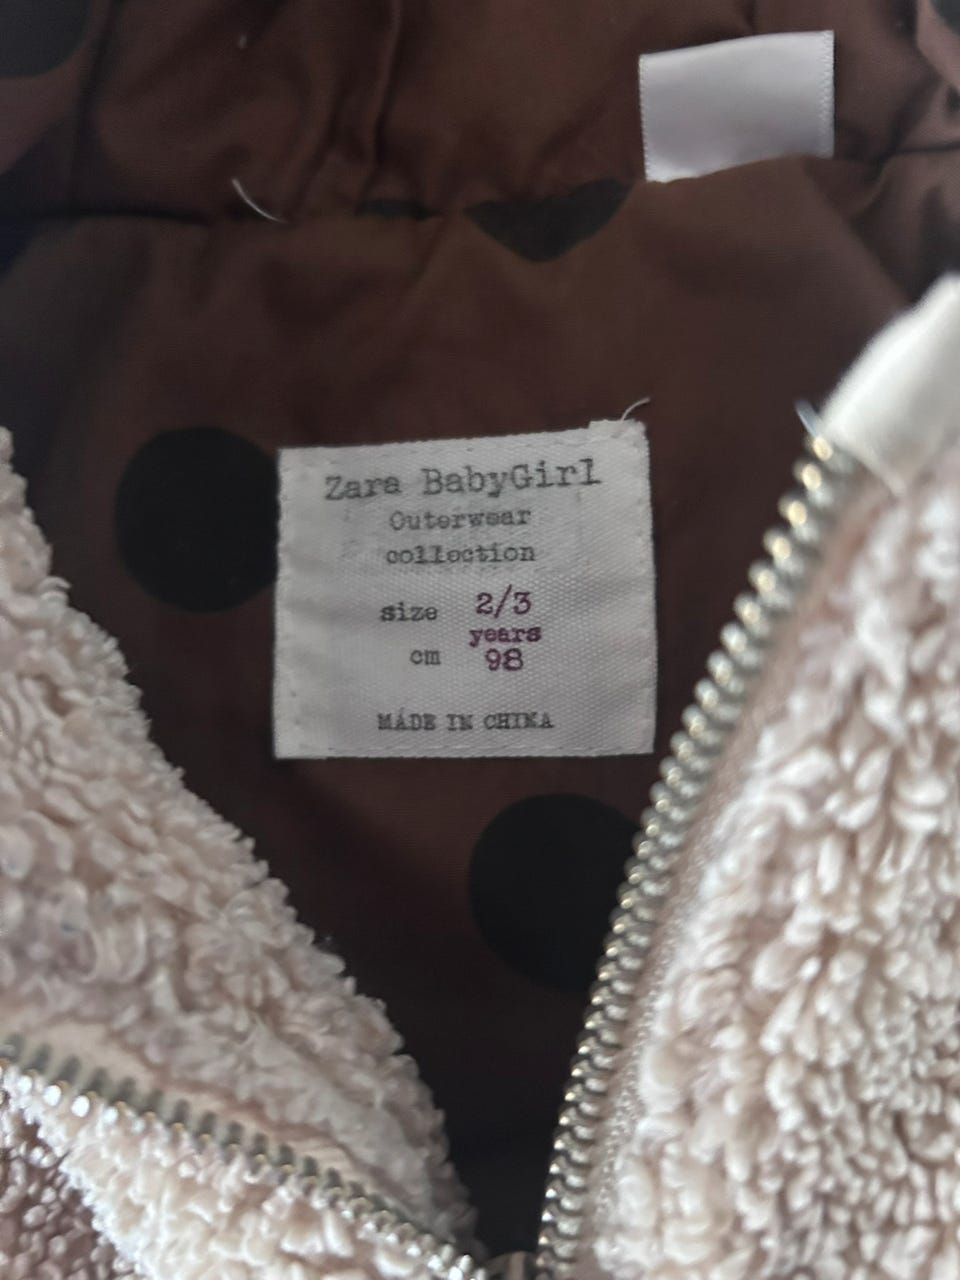 Zara BabyGirl
Outerwear
collection
size 2/3
years
cm 98
MADE IN CHINA